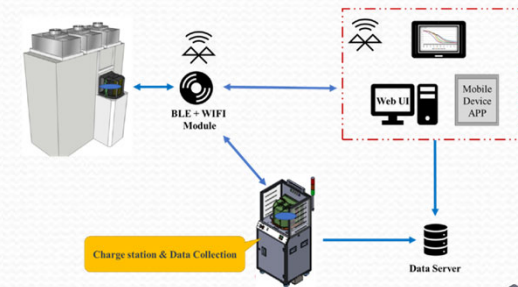 BLE + WIFI
Module
Web UI
Mobile
Device
APP
Charge station & Data Collection
Data Server